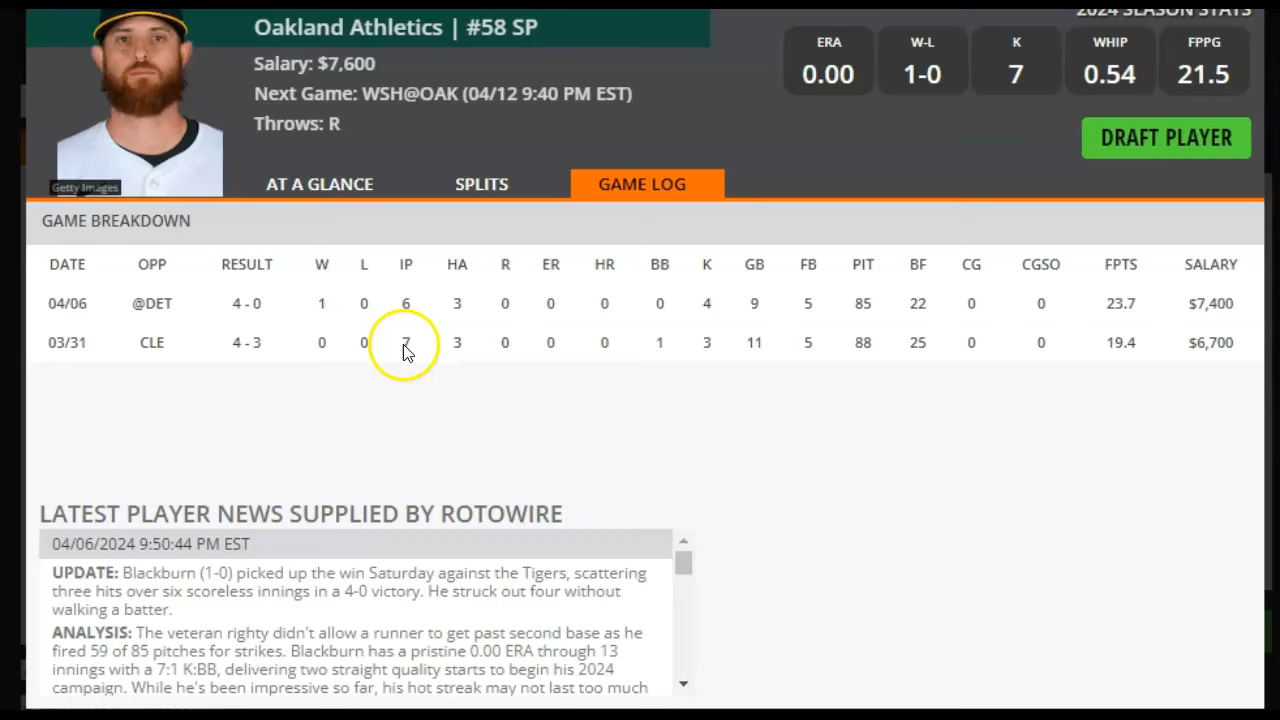 2024 SEASON STATS
Oakland Athletics | #58 SP
Salary: $7,600
Next Game: WSH@OAK (04/12 9:40 PM EST)
Throws: R
ERA W-L K WHIP FPPG
0.00 1-0 7 0.54 21.5
DRAFT PLAYER
Getty Images
AT A GLANCE SPLITS GAME LOG
GAME BREAKDOWN
DATE OPP RESULT W L IP HA R ER HR BB K GB FB PIT BF CG CGSO FPTS SALARY
04/06 @DET 4 - 0 1 0 6 3 0 0 0 0 4 9 5 85 22 0 0 23.7 $7,400
03/31 CLE 4 - 3 0 0 7 3 0 0 0 1 3 11 5 88 25 0 0 19.4 $6,700
LATEST PLAYER NEWS SUPPLIED BY ROTOWIRE
04/06/2024 9:50:44 PM EST
UPDATE: Blackburn (1-0) picked up the win Saturday against the Tigers, scattering
three hits over six scoreless innings in a 4-0 victory. He struck out four without
walking a batter.
ANALYSIS: The veteran righty didn't allow a runner to get past second base as he
fired 59 of 85 pitches for strikes. Blackburn has a pristine 0.00 ERA through 13
innings with a 7:1 K:BB, delivering two straight quality starts to begin his 2024
campaign. While he's been impressive so far, his hot streak may not last too much